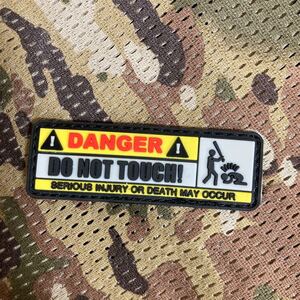 DANGER
DO NOT TOUCH!
SERIOUS INJURY OR DEATH MAY OCCUR